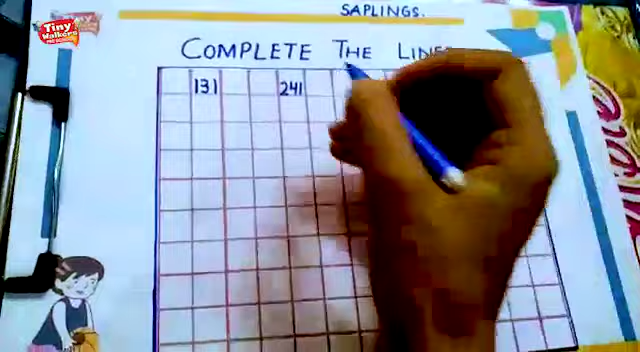 Tiny
Walkers
SAPLINGS.
COMPLETE THE LINE
131 241